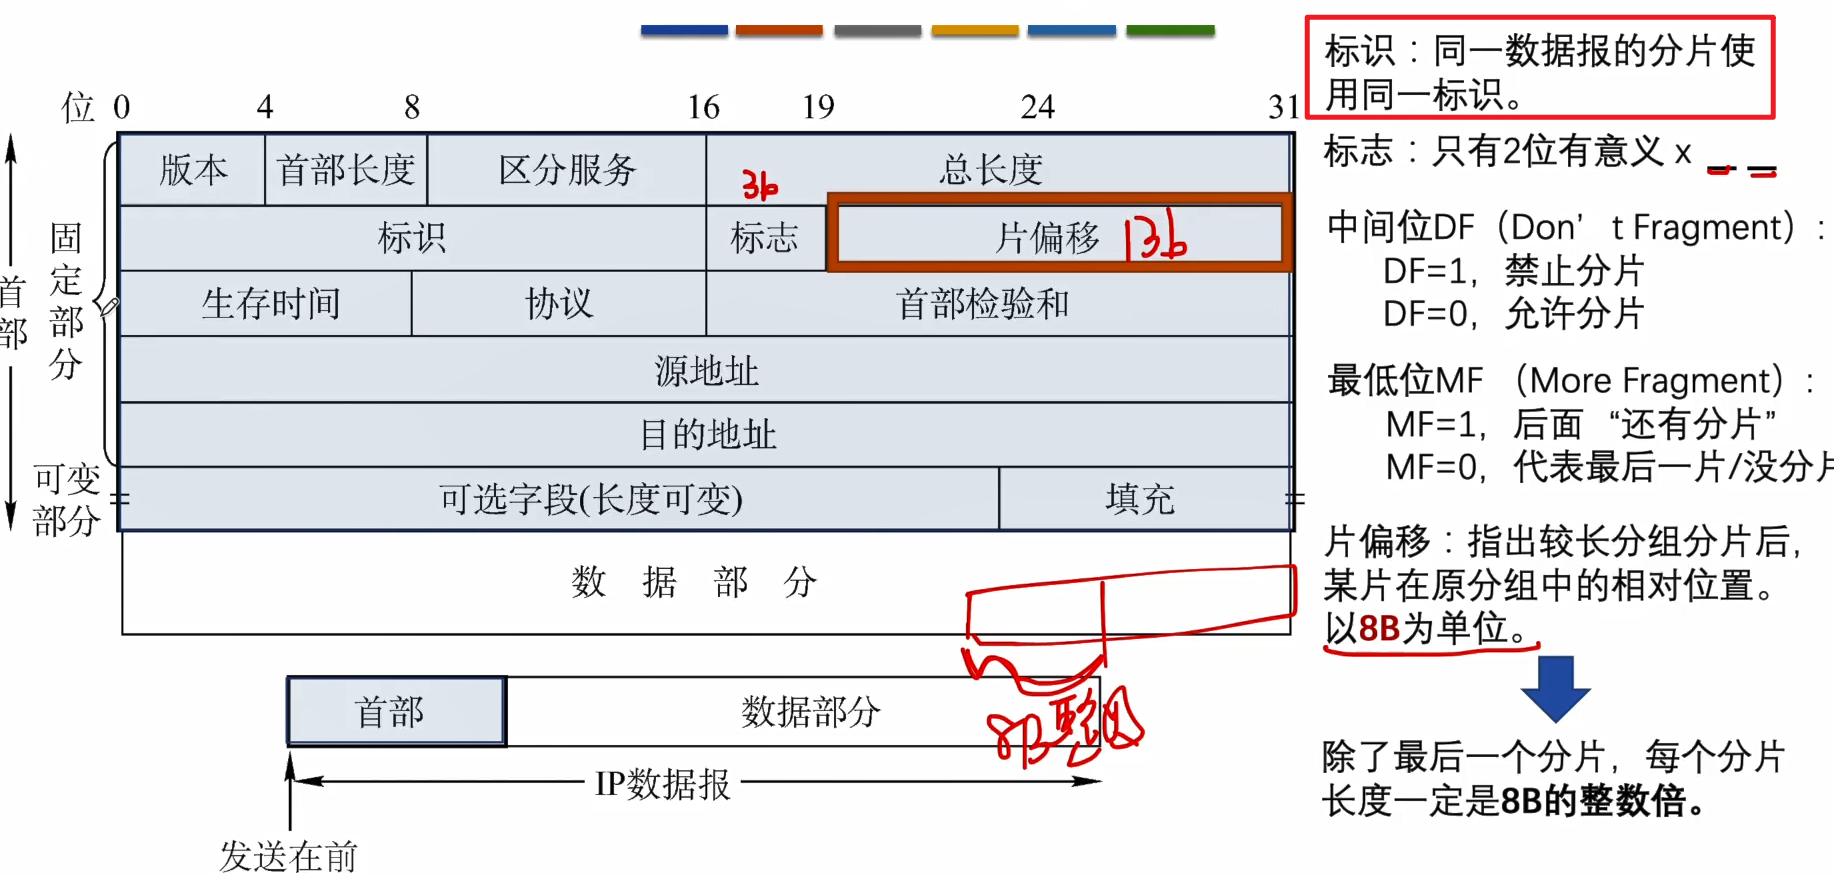 标识：同一数据报的分片使
用同一标识。
位 0 4 8 16 19 24 31
版本 首部长度 区分服务 总长度
3b
标识 标志 片偏移 13b
生存时间 协议 首部检验和
源地址
目的地址
可选字段(长度可变) 填充
数 据 部 分
首部
固定部分
可变
部分
首部 数据部分
8B整
IP数据报
发送在前
标志：只有2位有意义 x _ _
中间位DF（Don't Fragment）：
DF=1，禁止分片
DF=0，允许分片
最低位MF （More Fragment）：
MF=1，后面 “还有分片”
MF=0，代表最后一片/没分片
片偏移：指出较长分组分片后，
某片在原分组中的相对位置。
以8B为单位。
除了最后一个分片，每个分片
长度一定是8B的整数倍。